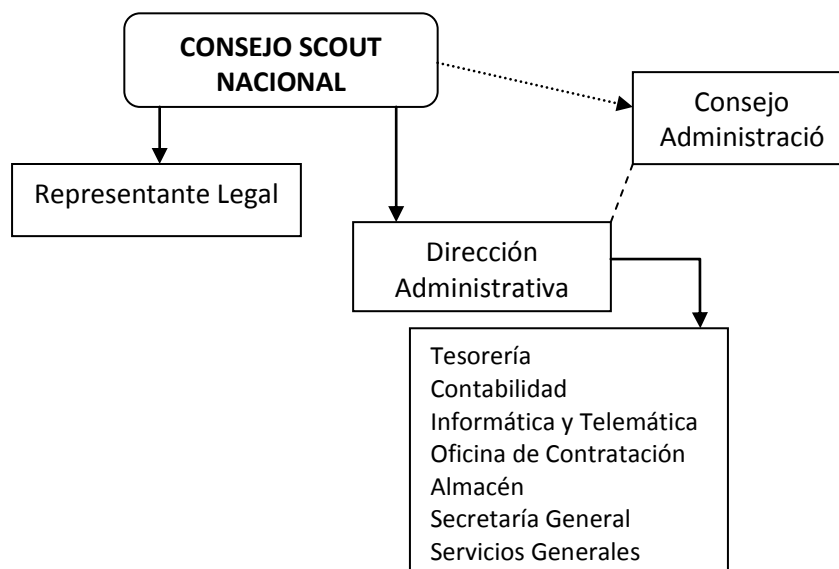 CONSEJO SCOUT
NACIONAL
Consejo
Administració
Representante Legal
Dirección
Administrativa
Tesorería
Contabilidad
Informática y Telemática
Oficina de Contratación
Almacén
Secretaría General
Servicios Generales